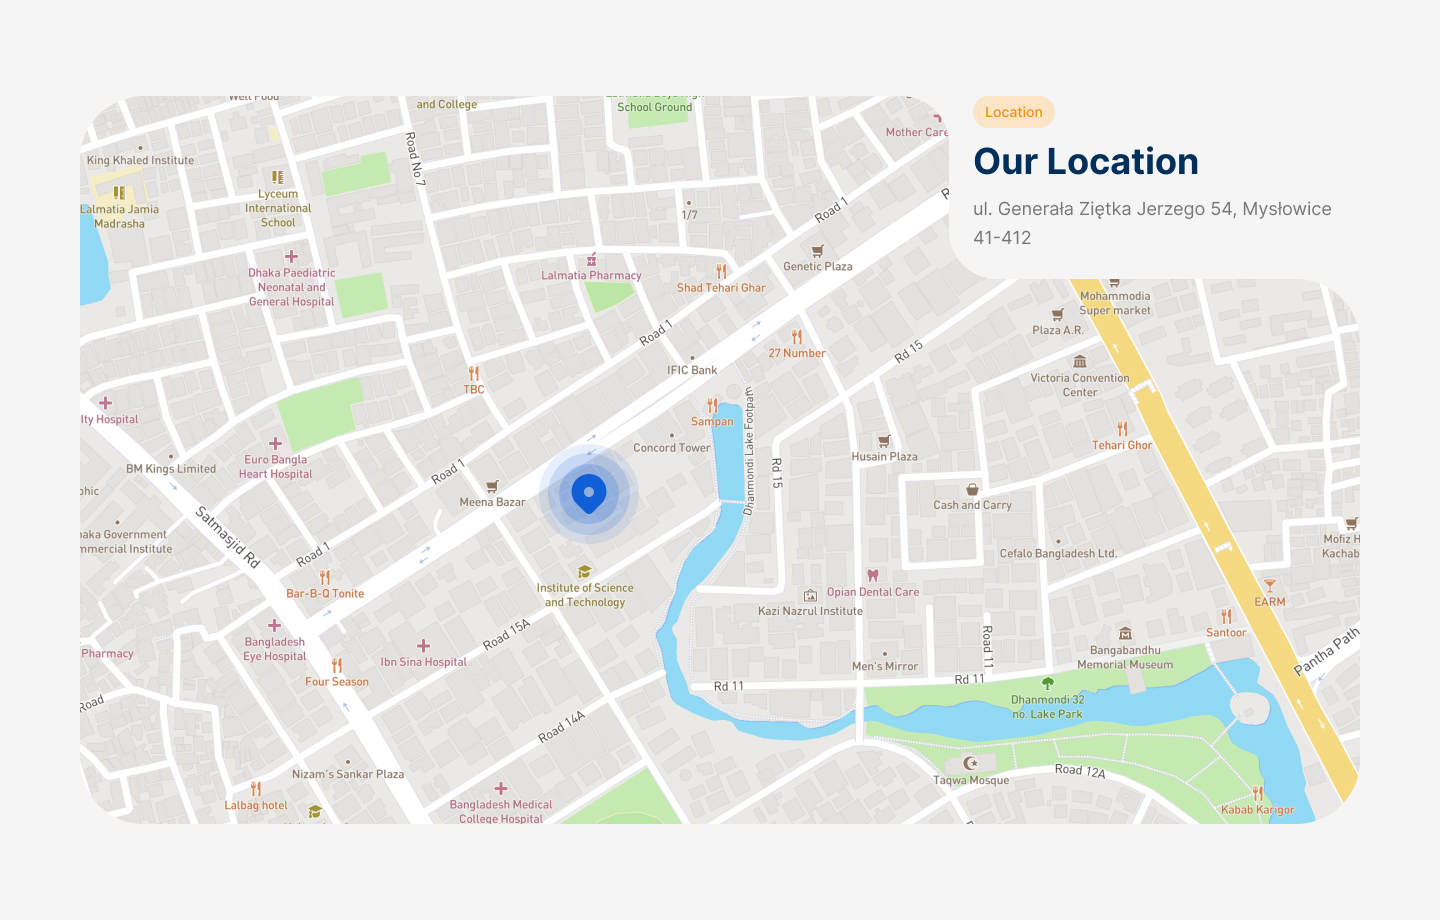 Location
Our Location
ul. Generała Ziętka Jerzego 54, Mysłowice
41-412
Well Food
and College
School Ground
Mother Care
King Khaled Institute
Road No 7
Lyceum
International
School
Lalmatia Jamia
Madrasha
1/7
Road 1
Genetic Plaza
Dhaka Paediatric
Neonatal and
General Hospital
Lalmatia Pharmacy
Shad Tehari Ghar
Mohammodia
Super market
Plaza A.R.
Road 1
27 Number
Rd 15
IFIC Bank
TBC
Victoria Convention
Center
ity Hospital
Sampan
Dhanmondi Lake Footpath
Concord Tower
Tehari Ghor
Husain Plaza
Euro Bangla
Heart Hospital
BM Kings Limited
Road 1
Rd 15
Meena Bazar
Cash and Carry
phic
Satmasjid Rd
aka Government
mmercial Institute
Mofiz H
Kachab
Road 1
Cefalo Bangladesh Ltd.
Institute of Science
and Technology
Bar-B-Q Tonite
Opian Dental Care
Kazi Nazrul Institute
EARM
Santoor
Road 15A
Bangladesh
Eye Hospital
Ibn Sina Hospital
Pharmacy
Road 11
Men's Mirror
Bangabandhu
Memorial Museum
Pantha Path
Four Season
Rd 11
Rd 11
Dhanmondi 32
no. Lake Park
Road
Road 14A
Nizam's Sankar Plaza
Taqwa Mosque
Road 12A
Lalbag hotel
Bangladesh Medical
College Hospital
Kabab Karigor